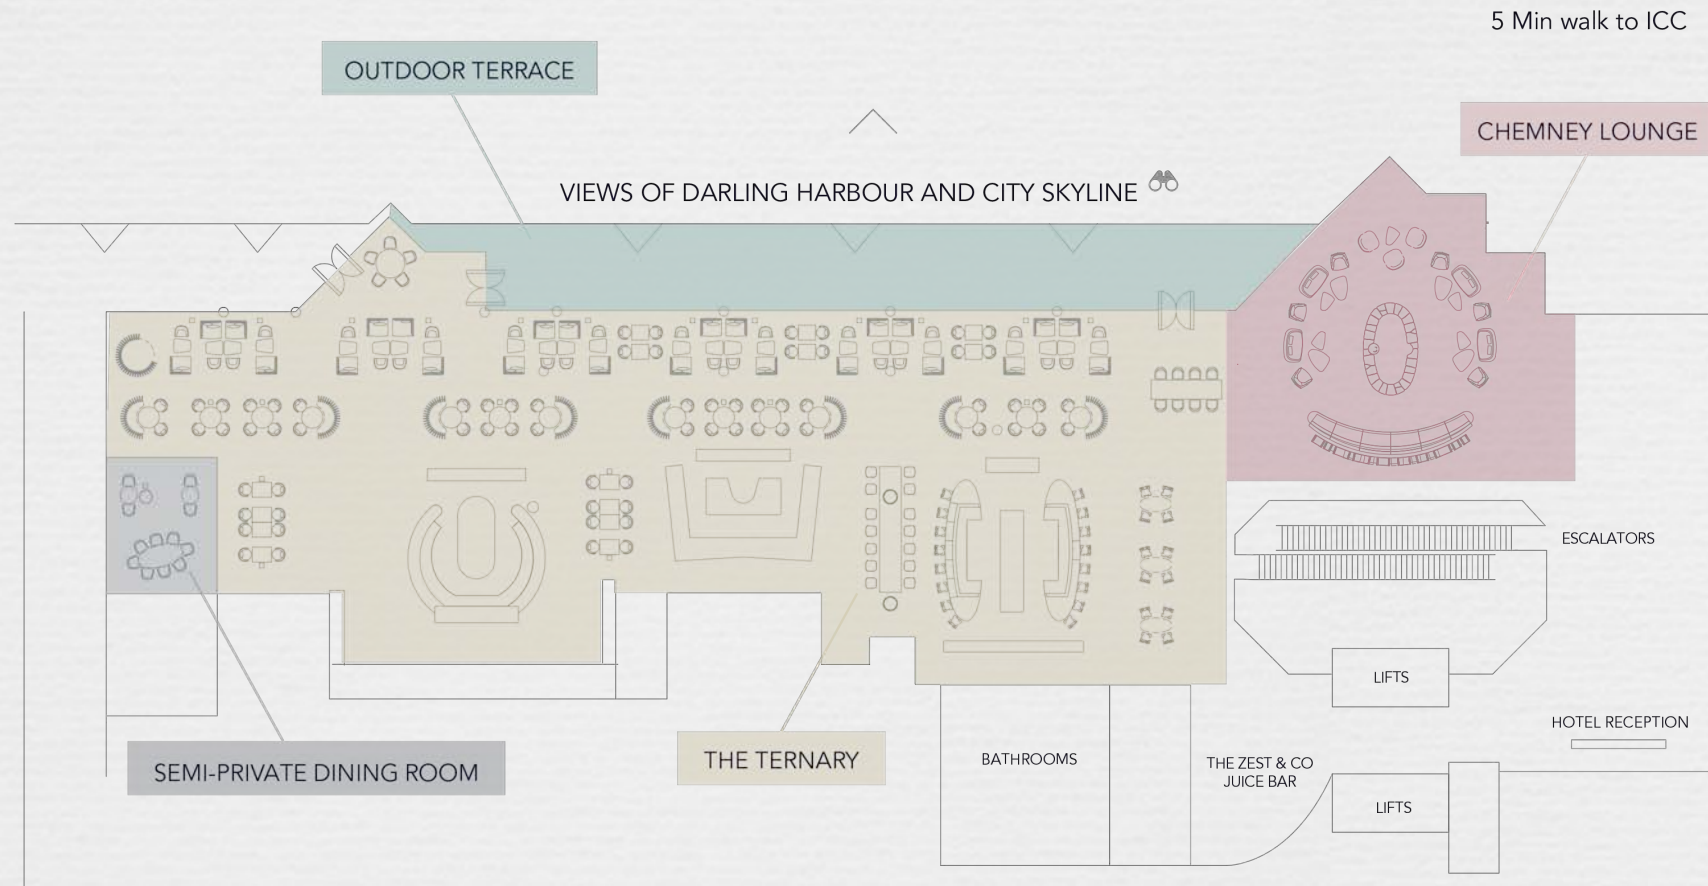 5 Min walk to ICC
OUTDOOR TERRACE
CHEMNEY LOUNGE
VIEWS OF DARLING HARBOUR AND CITY SKYLINE
ESCALATORS
LIFTS
HOTEL RECEPTION
SEMI-PRIVATE DINING ROOM
THE TERNARY
BATHROOMS
THE ZEST & CO
JUICE BAR
LIFTS